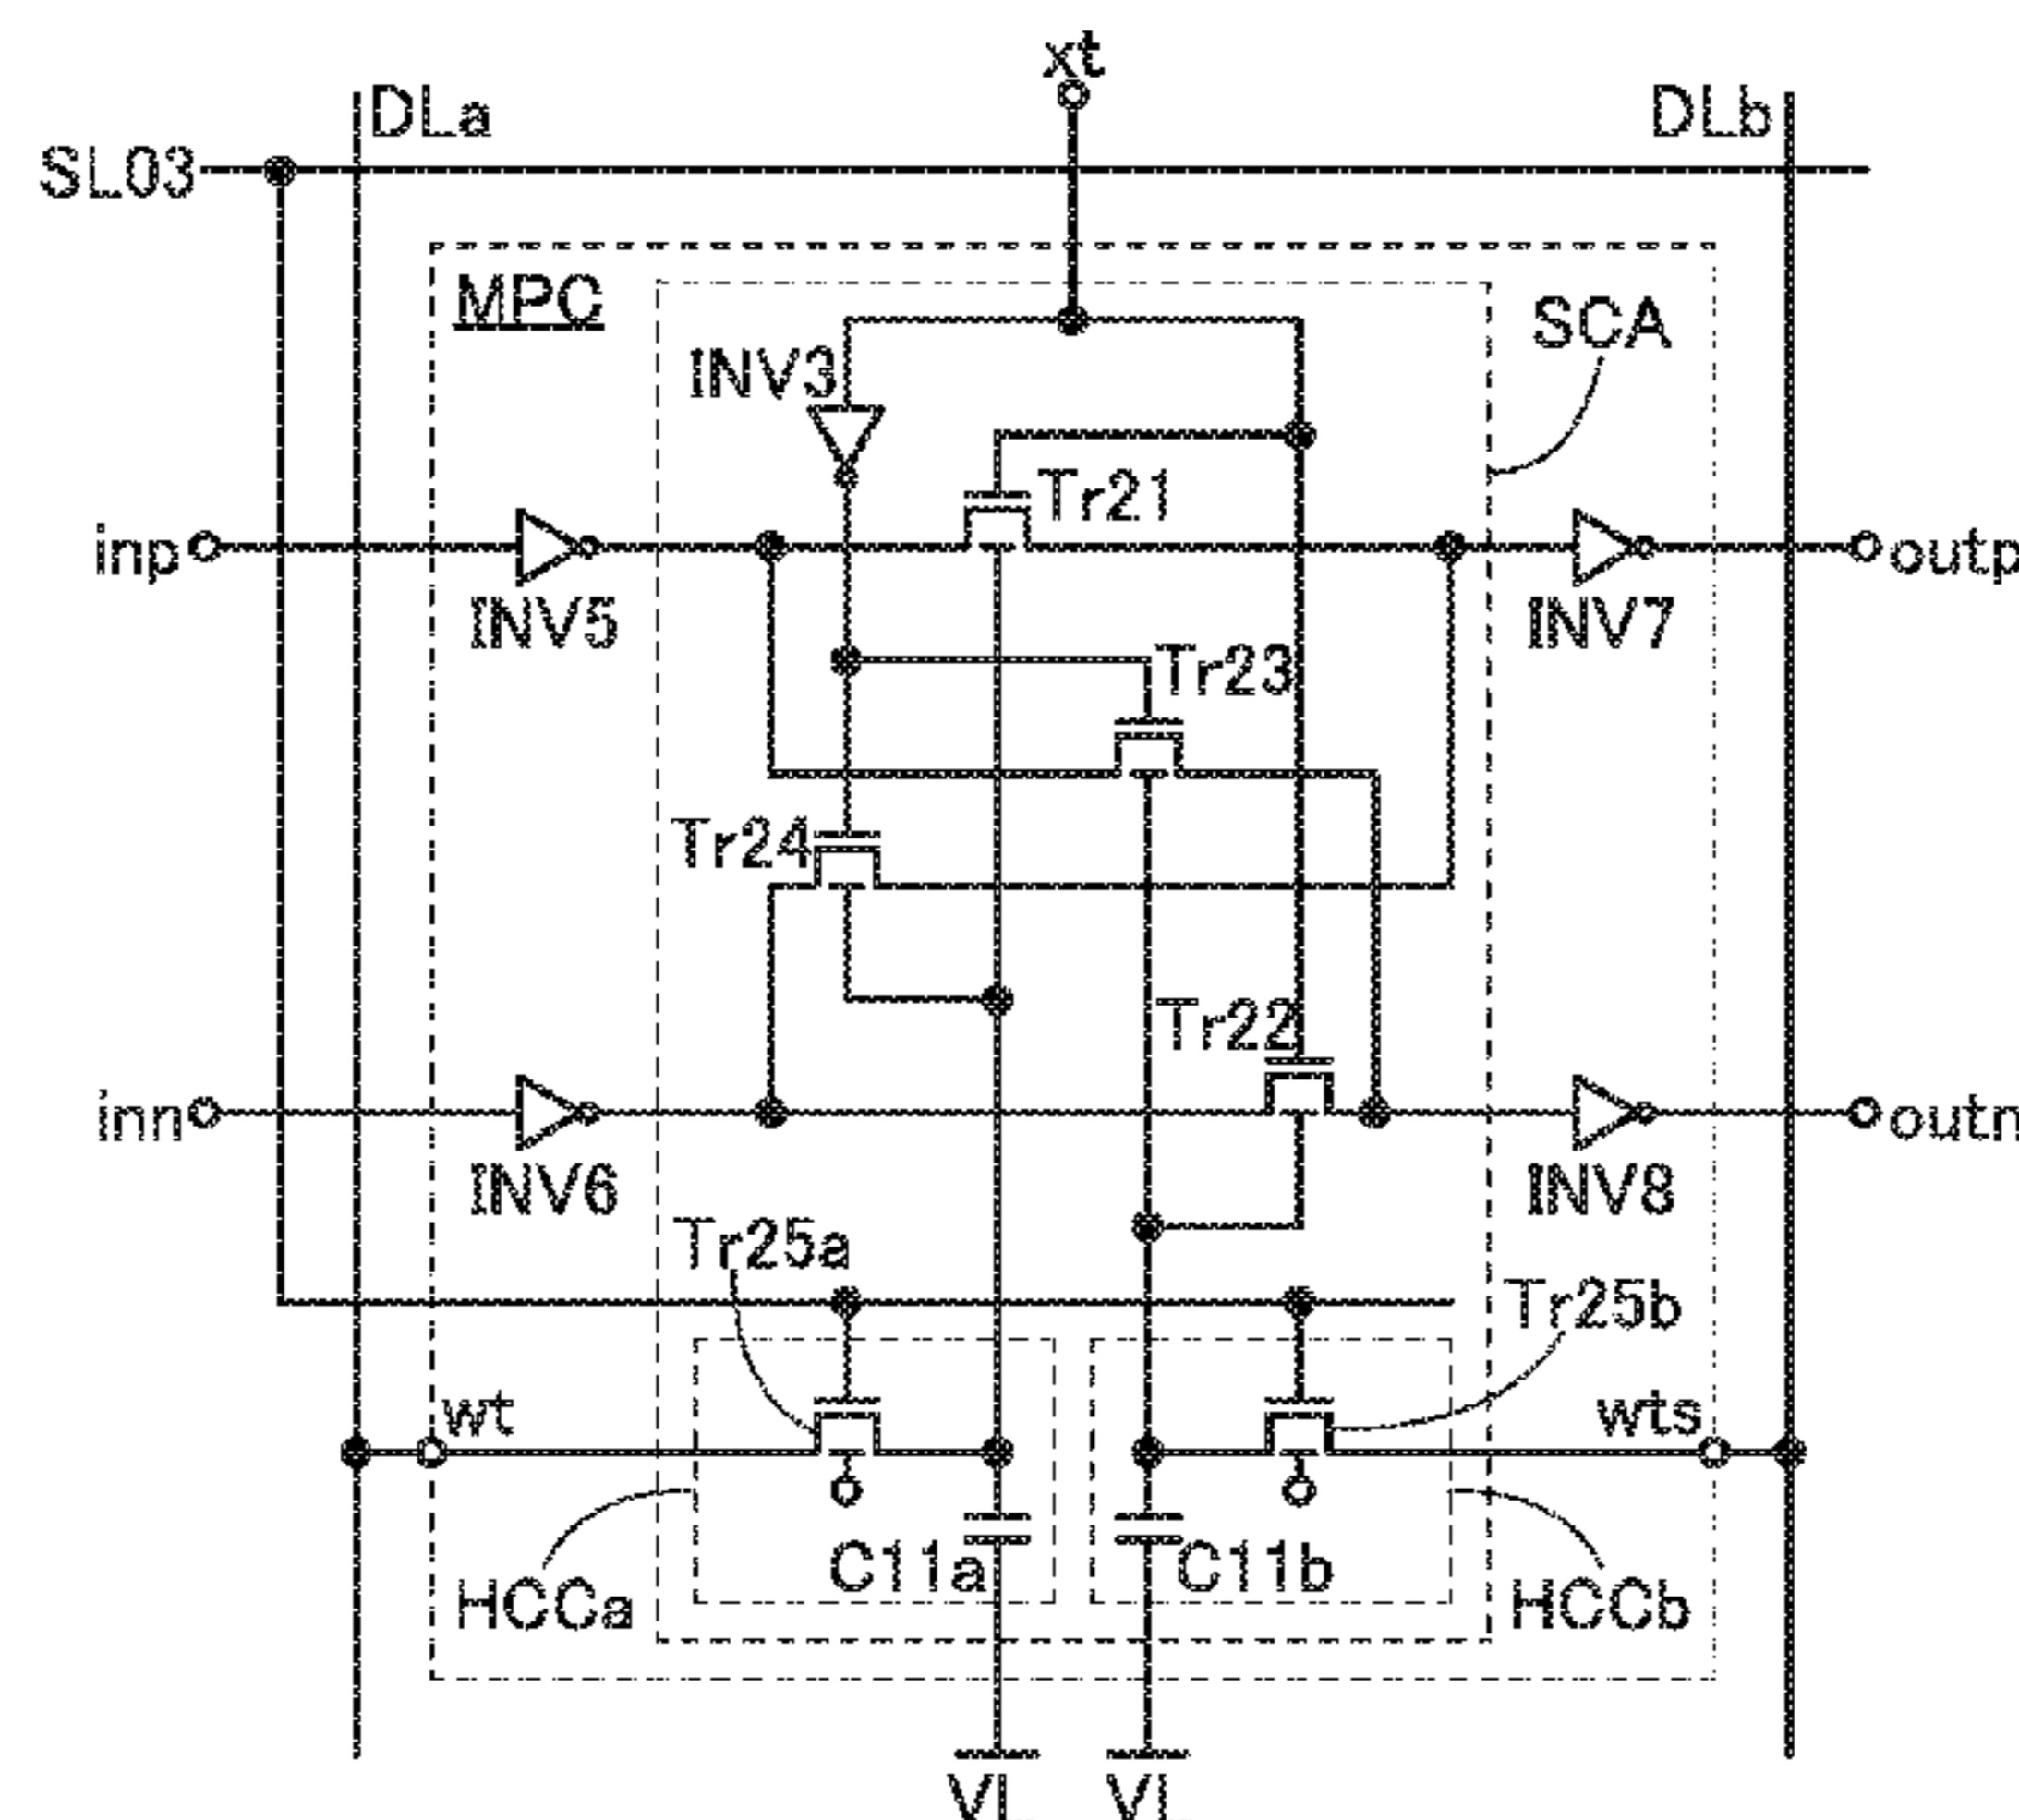 xt
DLa
DLb
SL03
MPC
SCA
INV3
Tr21
inp
outp
INV5
INV7
Tr23
Tr24
Tr22
inn
outn
INV6
INV8
Tr25a
Tr25b
wt
wts
C11a
C11b
HCCa
HCCb
VL
VL